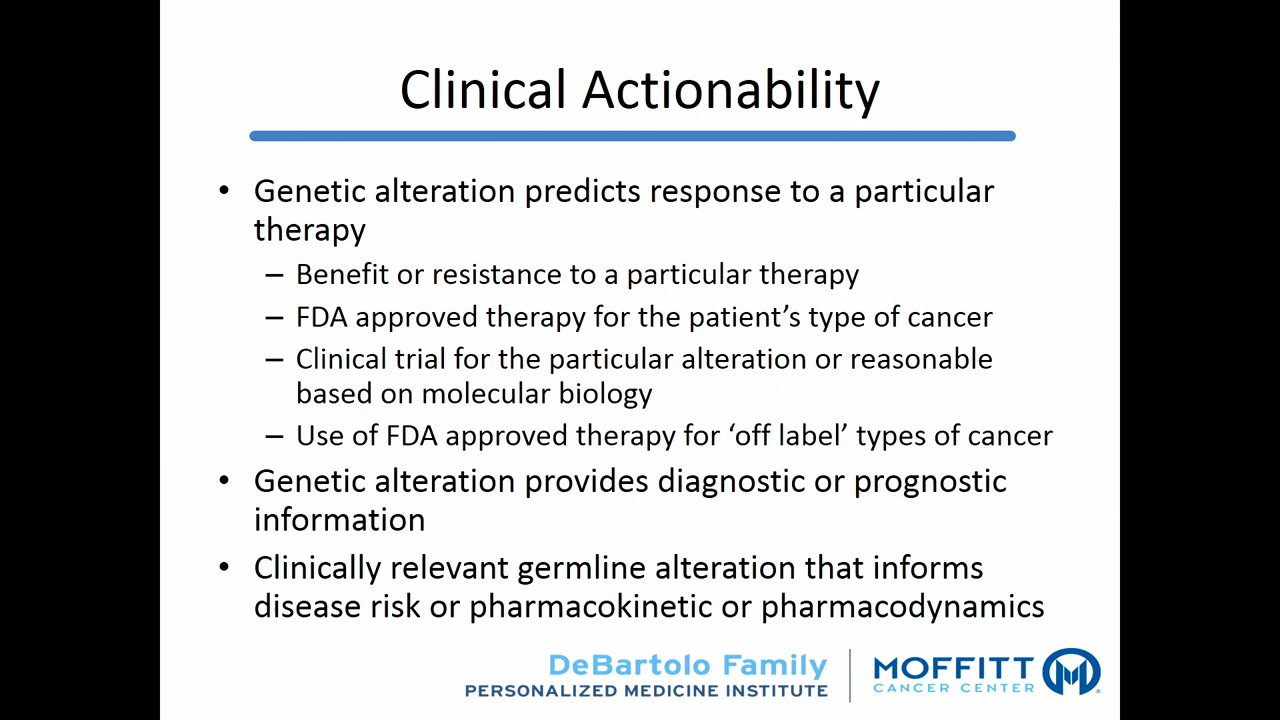 Clinical Actionability
• Genetic alteration predicts response to a particular
therapy
– Benefit or resistance to a particular therapy
– FDA approved therapy for the patient’s type of cancer
– Clinical trial for the particular alteration or reasonable
based on molecular biology
– Use of FDA approved therapy for ‘off label’ types of cancer
• Genetic alteration provides diagnostic or prognostic
information
• Clinically relevant germline alteration that informs
disease risk or pharmacokinetic or pharmacodynamics
DeBartolo Family
PERSONALIZED MEDICINE INSTITUTE
MOFFITT
CANCER CENTER
®